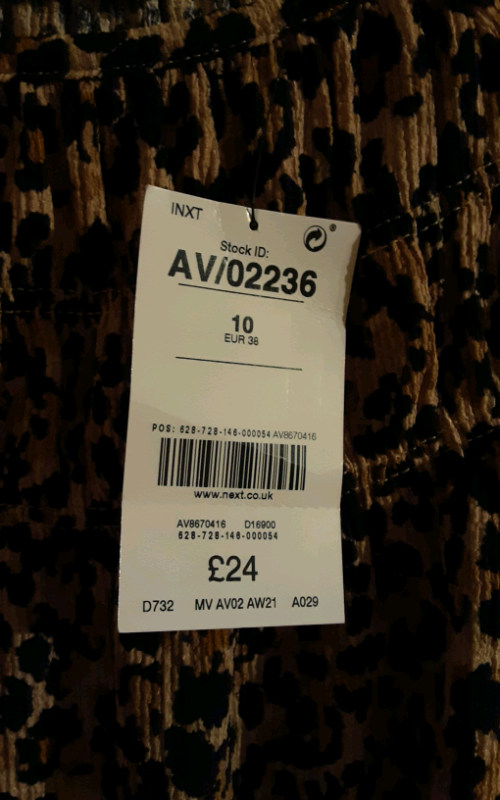 INXT
Stock ID:
AV/02236
10
EUR 38
POS: 628-728-146-000054 AV8670416
www.next.co.uk
AV8670416 D16900
628-728-146-000054
£24
D732 MV AV02 AW21 A029